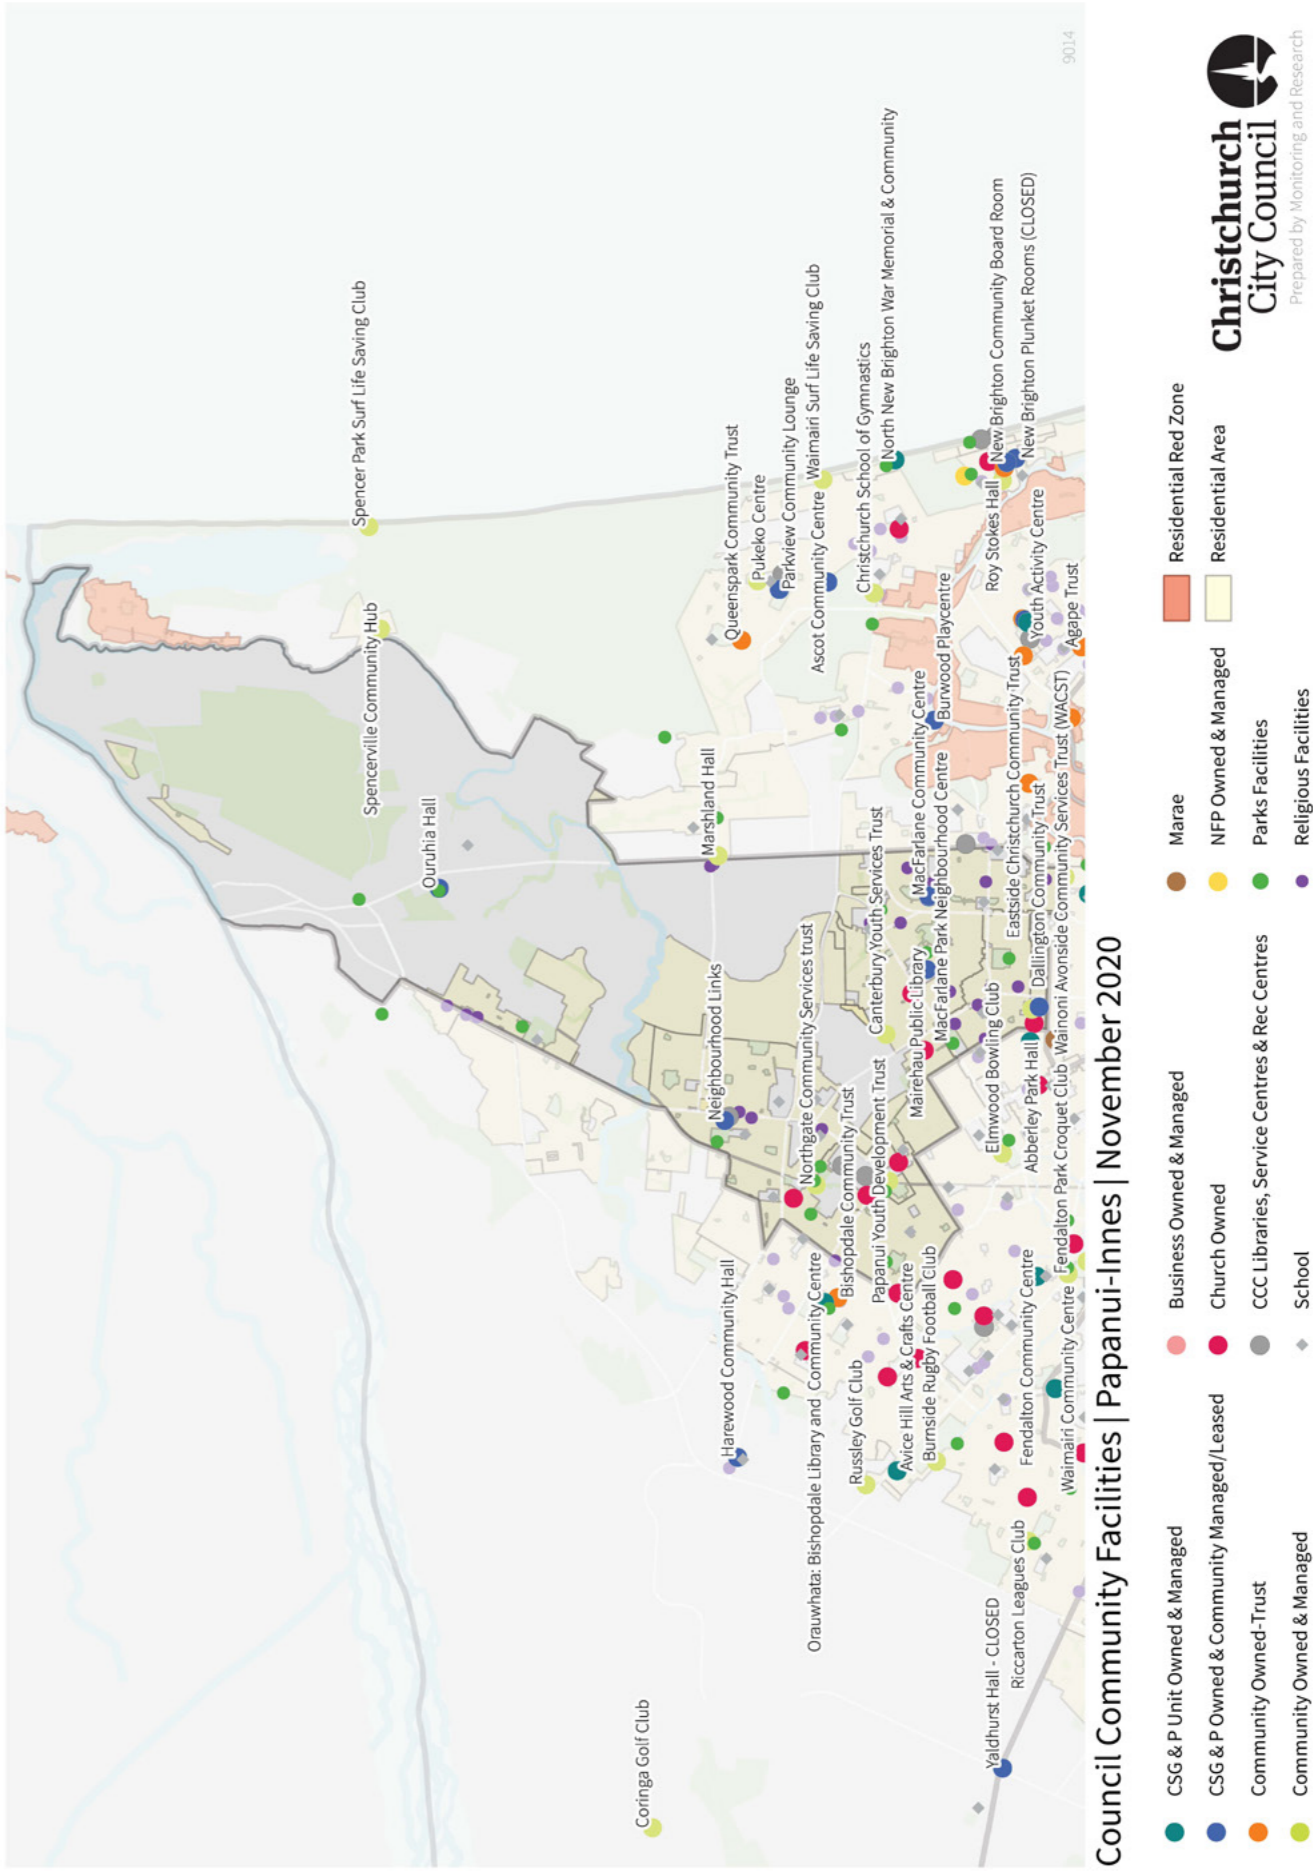 9014
Spencer Park Surf Life Saving Club
Spencerville Community Hub
Ouruhia Hall
Queenspark Community Trust
Pukeko Centre
Parkview Community Lounge
Waimairi Surf Life Saving Club
Ascot Community Centre
Christchurch School of Gymnastics
North New Brighton War Memorial & Community
New Brighton Community Board Room
New Brighton Plunket Rooms (CLOSED)
Roy Stokes Hall
Youth Activity Centre
Agape Trust
Marshland Hall
Burwood Playcentre
MacFarlane Community Centre
MacFarlane Park Neighbourhood Centre
Eastside Christchurch Community Trust
Dallington Community Trust
Wainoni Avonside Community Services Trust (WACST)
Neighbourhood Links
Northgate Community Services trust
Canterbury Youth Services Trust
Bishopdale Community Trust
Papanui Youth Development Trust
Mairehau Public Library
Elmwood Bowling Club
Abberley Park Hall
Fendalton Park Croquet Club
Harewood Community Hall
Orauwhata: Bishopdale Library and Community Centre
Russley Golf Club
Avice Hill Arts & Crafts Centre
Burnside Rugby Football Club
Fendalton Community Centre
Waimairi Community Centre
Coringa Golf Club
Yaldhurst Hall - CLOSED
Riccarton Leagues Club
Council Community Facilities | Papanui-Innes | November 2020
CSG & P Unit Owned & Managed
CSG & P Owned & Community Managed/Leased
Community Owned-Trust
Community Owned & Managed
Business Owned & Managed
Church Owned
CCC Libraries, Service Centres & Rec Centres
School
Marae
NFP Owned & Managed
Parks Facilities
Religious Facilities
Residential Red Zone
Residential Area
Christchurch
City Council
Prepared by Monitoring and Research